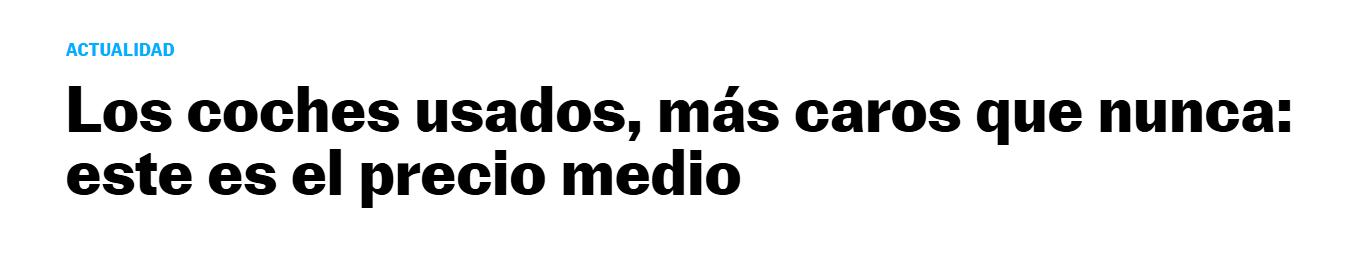 ACTUALIDAD
Los coches usados, más caros que nunca:
este es el precio medio